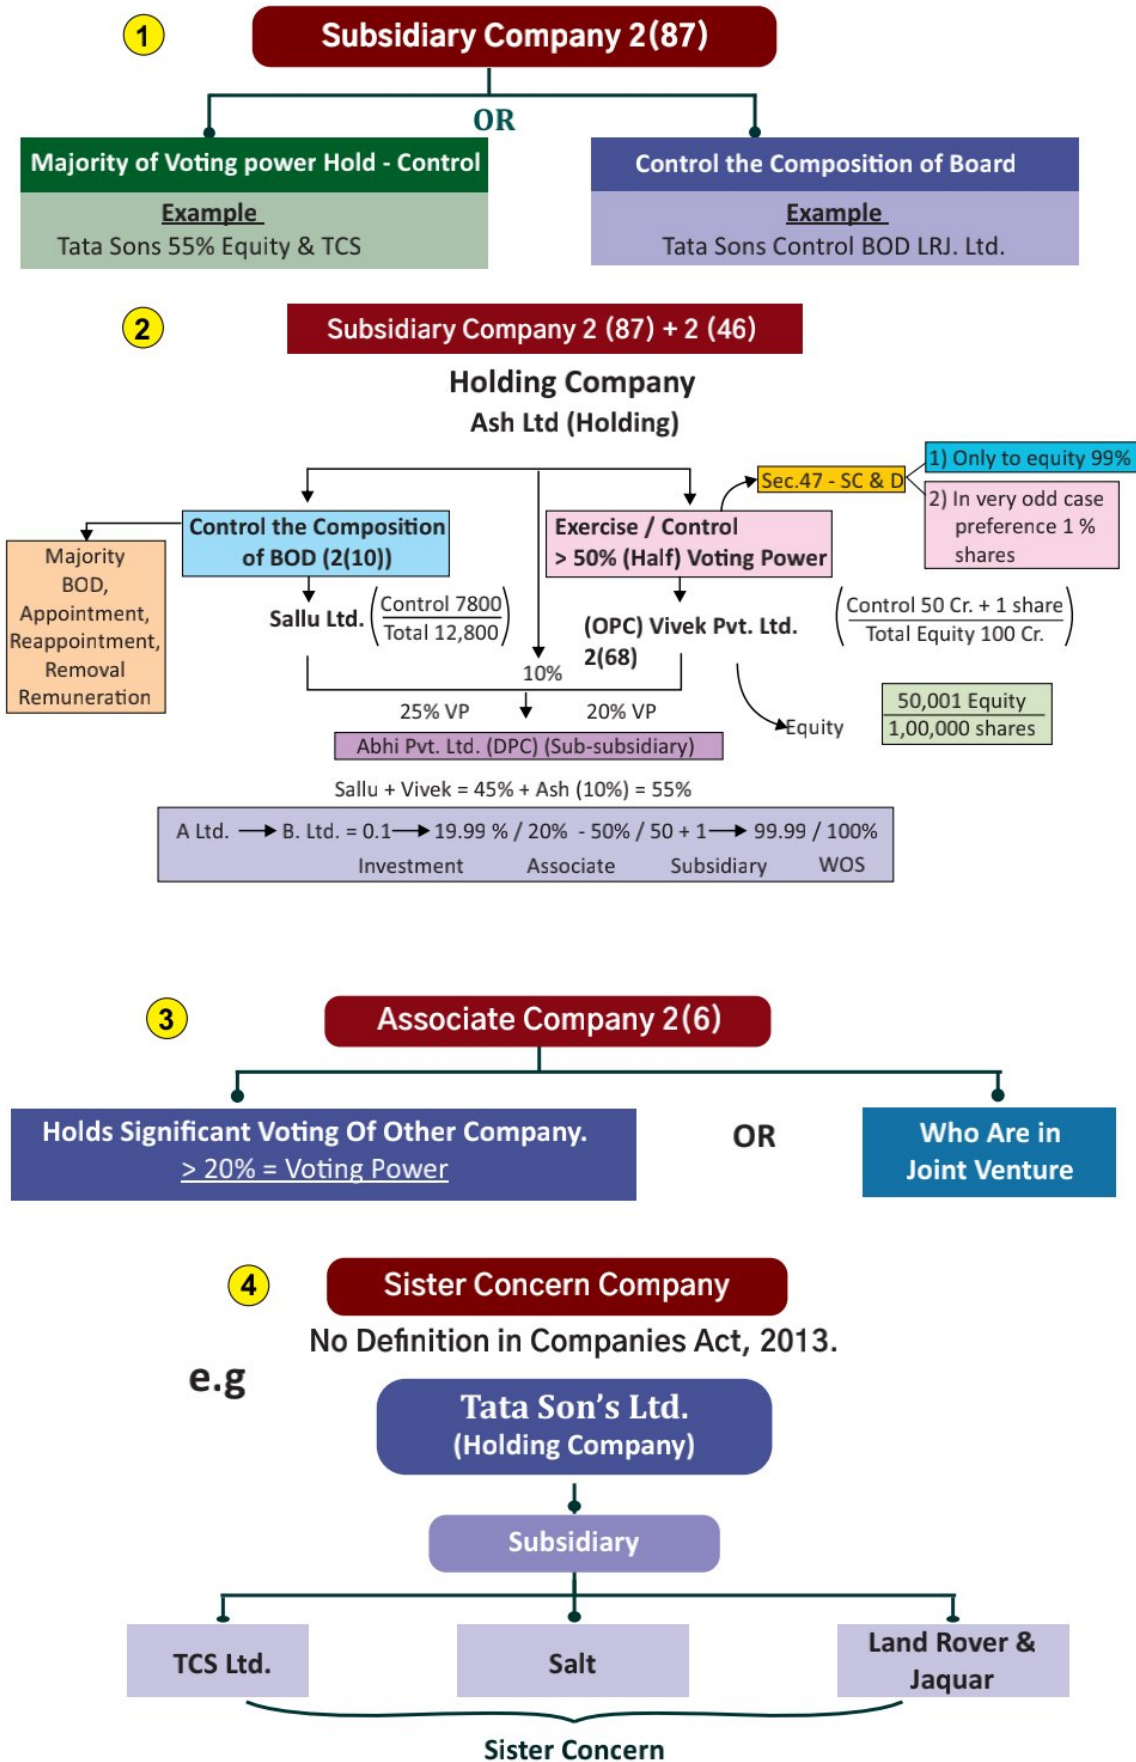 1
Subsidiary Company 2(87)
OR
Majority of Voting power Hold - Control
Example
Tata Sons 55% Equity & TCS
Control the Composition of Board
Example
Tata Sons Control BOD LRJ. Ltd.
2
Subsidiary Company 2 (87) + 2 (46)
Holding Company
Ash Ltd (Holding)
Sec.47 - SC & D
1) Only to equity 99%
2) In very odd case
preference 1 %
shares
Control the Composition
of BOD (2(10))
Exercise / Control
> 50% (Half) Voting Power
Majority
BOD,
Appointment,
Reappointment,
Removal
Remuneration
Sallu Ltd.
Control 7800
Total 12,800
(OPC) Vivek Pvt. Ltd.
2(68)
Control 50 Cr. + 1 share
Total Equity 100 Cr.
10%
25% VP
20% VP
Equity
50,001 Equity
1,00,000 shares
Abhi Pvt. Ltd. (DPC) (Sub-subsidiary)
Sallu + Vivek = 45% + Ash (10%) = 55%
A Ltd. → B. Ltd. = 0.1 → 19.99 % / 20% - 50% / 50 + 1 → 99.99 / 100%
Investment Associate Subsidiary WOS
3
Associate Company 2(6)
Holds Significant Voting Of Other Company.
> 20% = Voting Power
OR
Who Are in
Joint Venture
4
Sister Concern Company
No Definition in Companies Act, 2013.
e.g
Tata Son's Ltd.
(Holding Company)
Subsidiary
TCS Ltd.
Salt
Land Rover &
Jaquar
Sister Concern